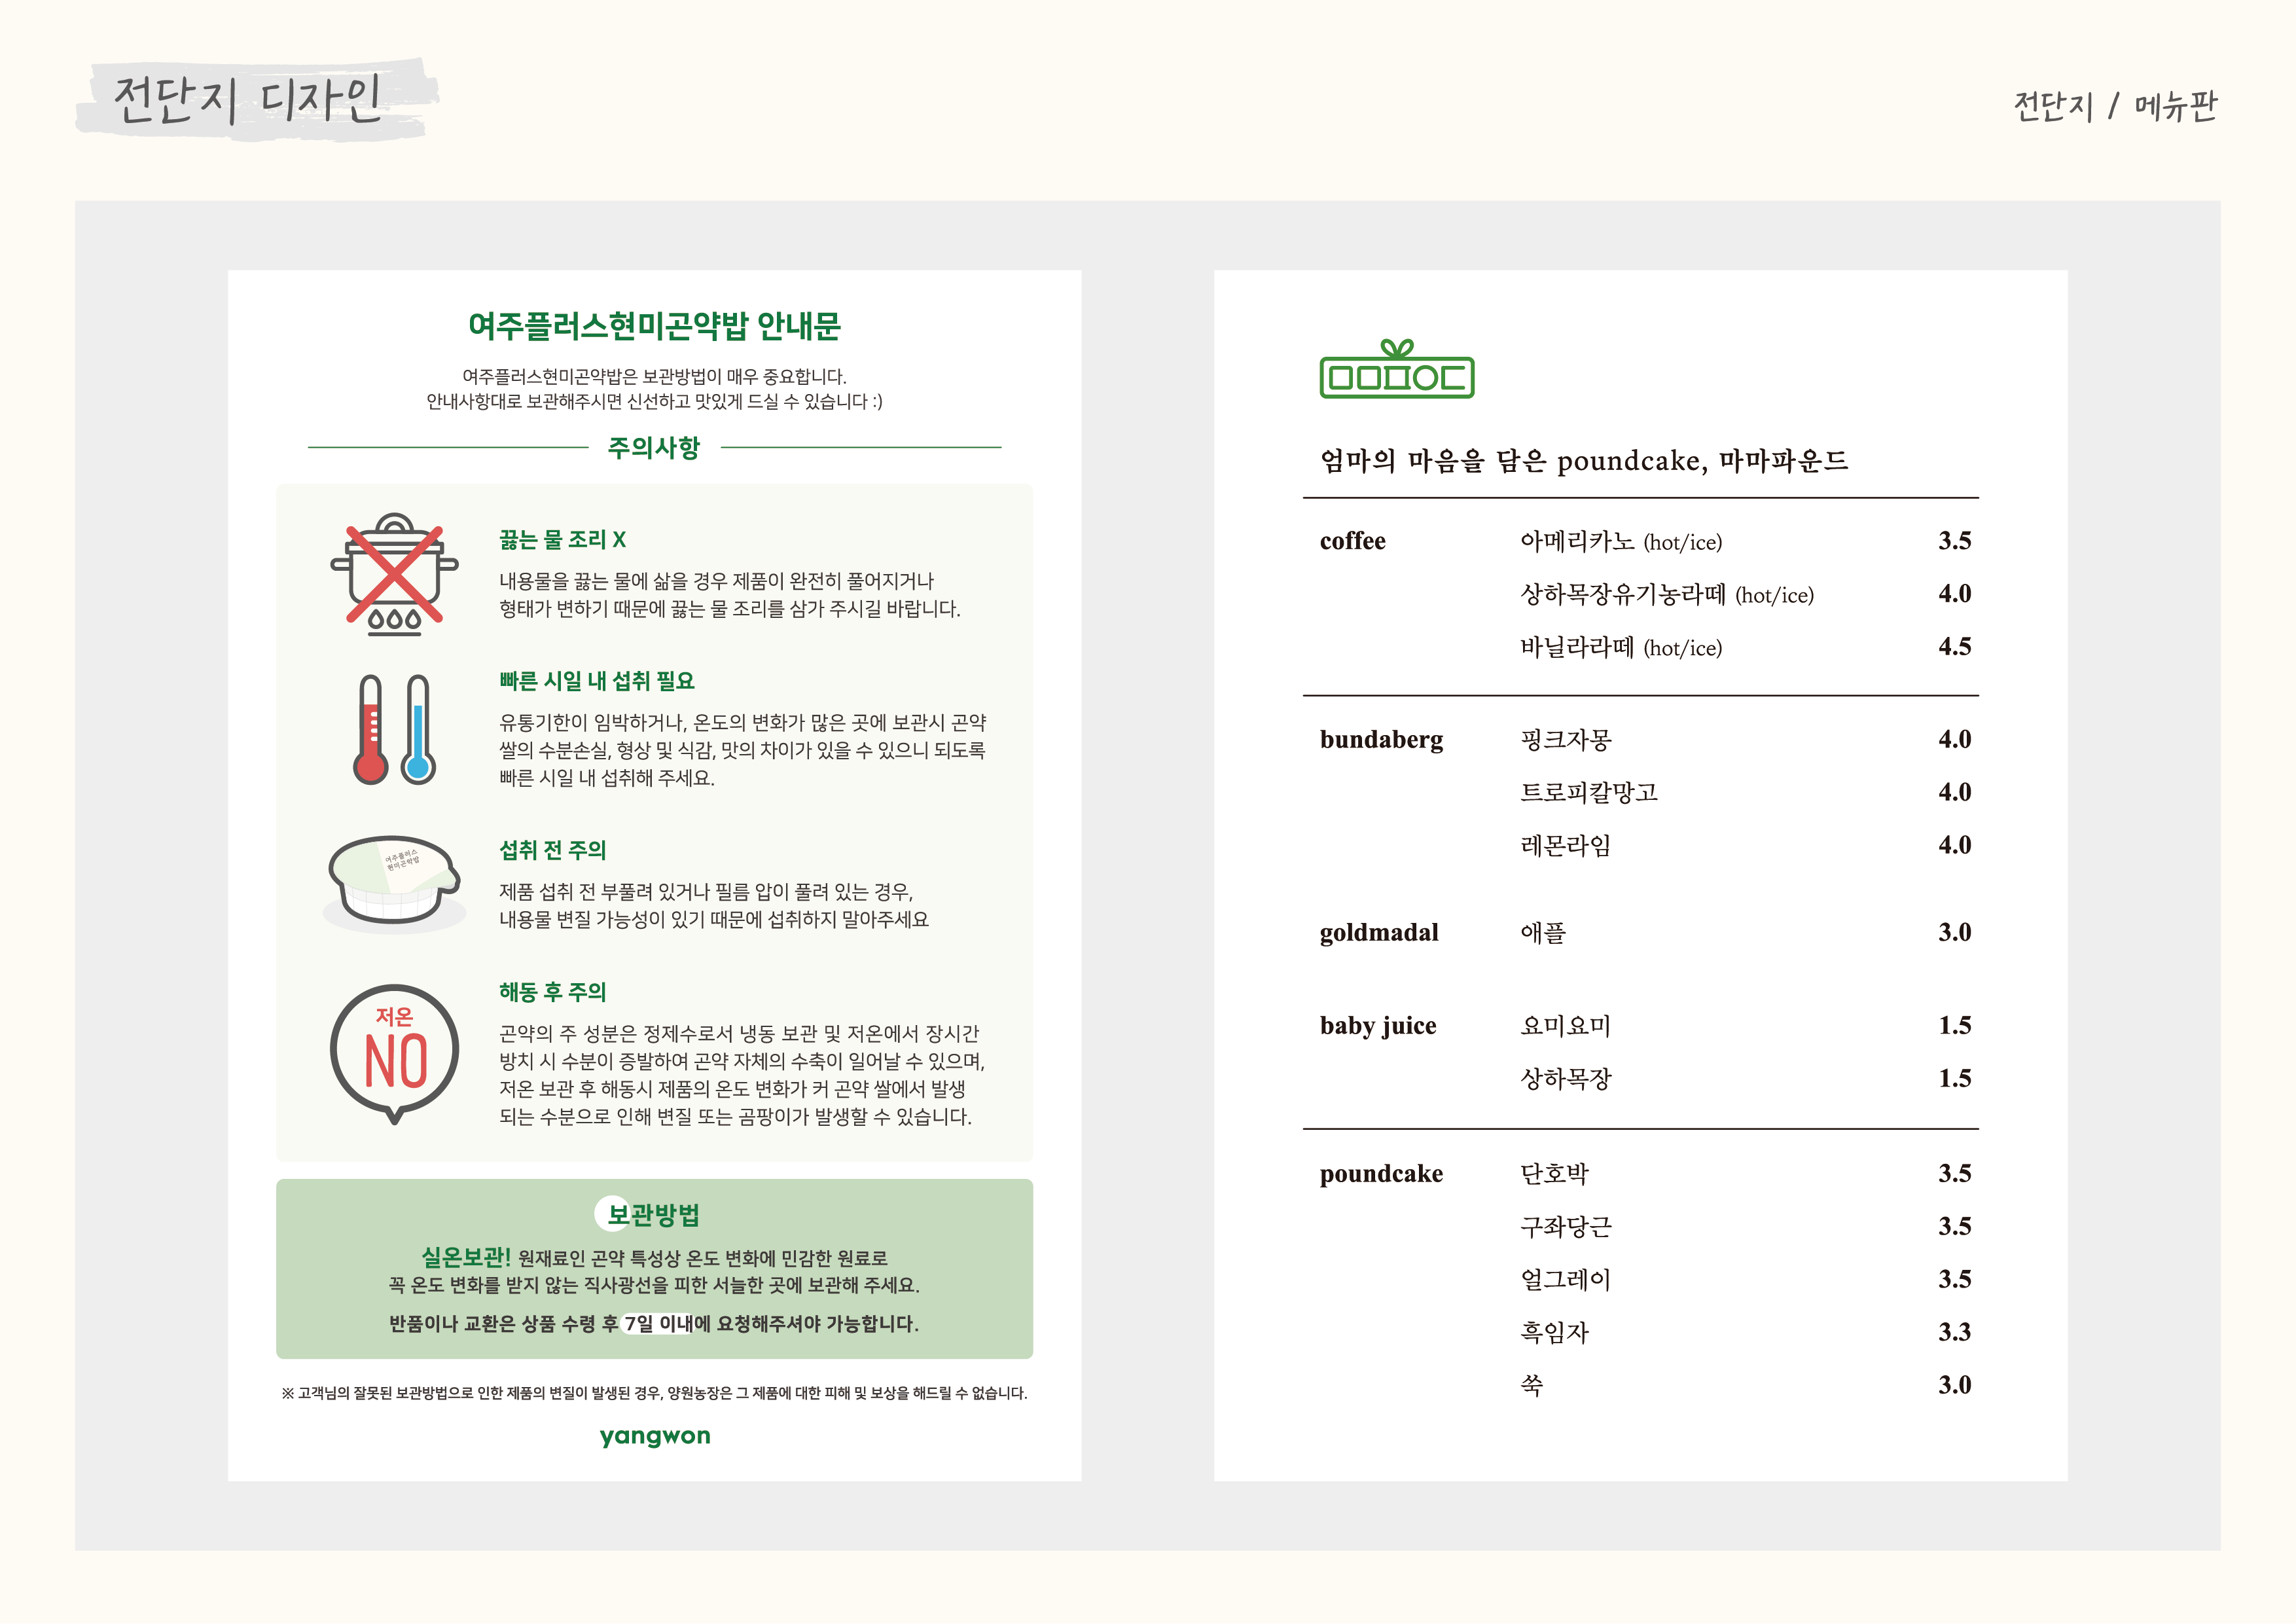 전단지 디자인
전단지 / 메뉴판
여주플러스현미곤약밥 안내문
여주플러스현미곤약밥은 보관방법이 매우 중요합니다.
안내사항대로 보관해주시면 신선하고 맛있게 드실 수 있습니다 :)
주의사항
끓는 물 조리 X
내용물을 끓는 물에 삶을 경우 제품이 완전히 풀어지거나
형태가 변하기 때문에 끓는 물 조리를 삼가 주시길 바랍니다.
빠른 시일 내 섭취 필요
유통기한이 임박하거나, 온도의 변화가 많은 곳에 보관시 곤약
쌀의 수분손실, 형상 및 식감, 맛의 차이가 있을 수 있으니 되도록
빠른 시일 내 섭취해 주세요.
여주플러스
현미곤약밥
섭취 전 주의
제품 섭취 전 부풀려 있거나 필름 압이 풀려 있는 경우,
내용물 변질 가능성이 있기 때문에 섭취하지 말아주세요
저온
NO
해동 후 주의
곤약의 주 성분은 정제수로서 냉동 보관 및 저온에서 장시간
방치 시 수분이 증발하여 곤약 자체의 수축이 일어날 수 있으며,
저온 보관 후 해동시 제품의 온도 변화가 커 곤약 쌀에서 발생
되는 수분으로 인해 변질 또는 곰팡이가 발생할 수 있습니다.
보관방법
실온보관! 원재료인 곤약 특성상 온도 변화에 민감한 원료로
꼭 온도 변화를 받지 않는 직사광선을 피한 서늘한 곳에 보관해 주세요.
반품이나 교환은 상품 수령 후 7일 이내에 요청해주셔야 가능합니다.
※ 고객님의 잘못된 보관방법으로 인한 제품의 변질이 발생된 경우, 양원농장은 그 제품에 대한 피해 및 보상을 해드릴 수 없습니다.
yangwon
ㅁㅁㅍㅇㄷ
엄마의 마음을 담은 poundcake, 마마파운드
coffee 아메리카노 (hot/ice) 3.5
상하목장유기농라떼 (hot/ice) 4.0
바닐라라떼 (hot/ice) 4.5
bundaberg 핑크자몽 4.0
트로피칼망고 4.0
레몬라임 4.0
goldmadal 애플 3.0
baby juice 요미요미 1.5
상하목장 1.5
poundcake 단호박 3.5
구좌당근 3.5
얼그레이 3.5
흑임자 3.3
쑥 3.0